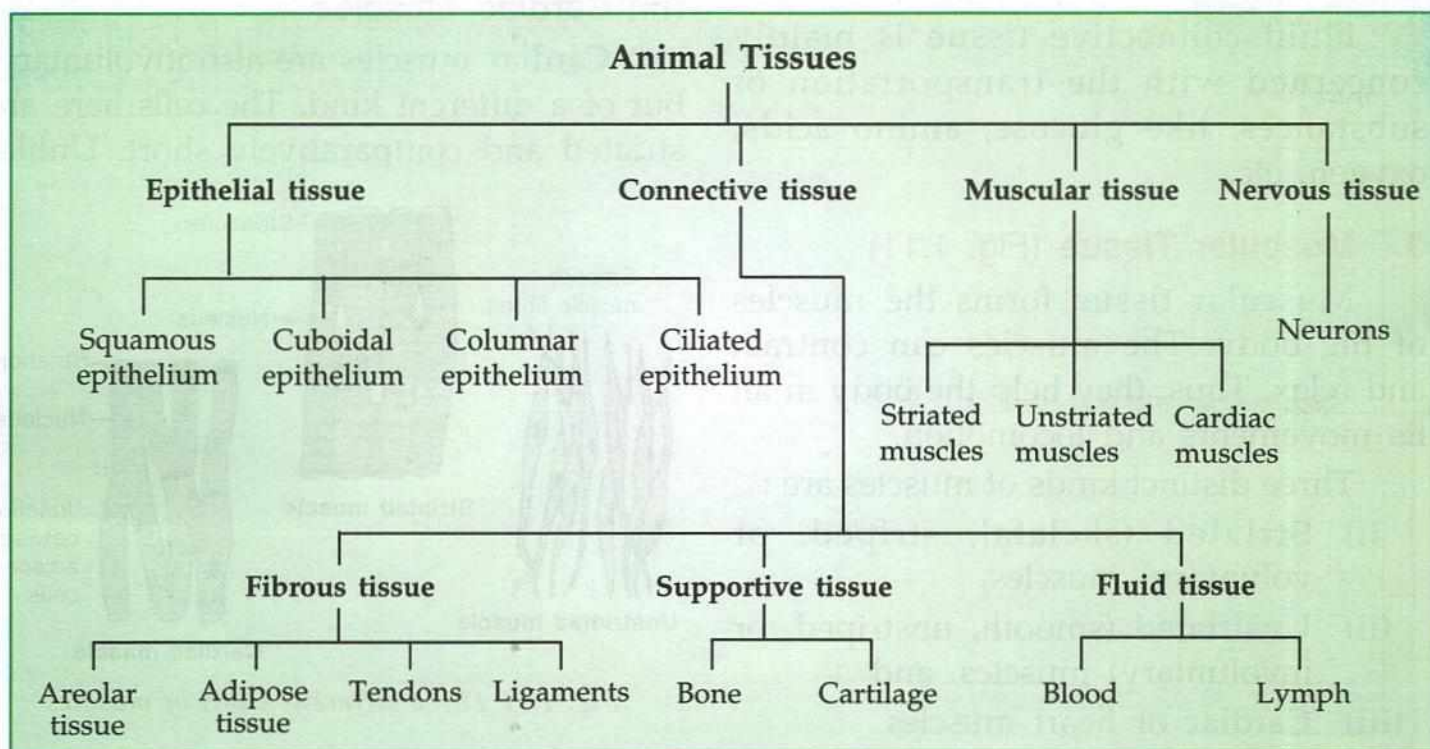 Animal Tissues
Epithelial tissue Connective tissue Muscular tissue Nervous tissue
Squamous epithelium
Cuboidal epithelium
Columnar epithelium
Ciliated epithelium
Neurons
Striated muscles
Unstriated muscles
Cardiac muscles
Fibrous tissue Supportive tissue Fluid tissue
Areolar tissue
Adipose tissue
Tendons
Ligaments
Bone
Cartilage
Blood
Lymph